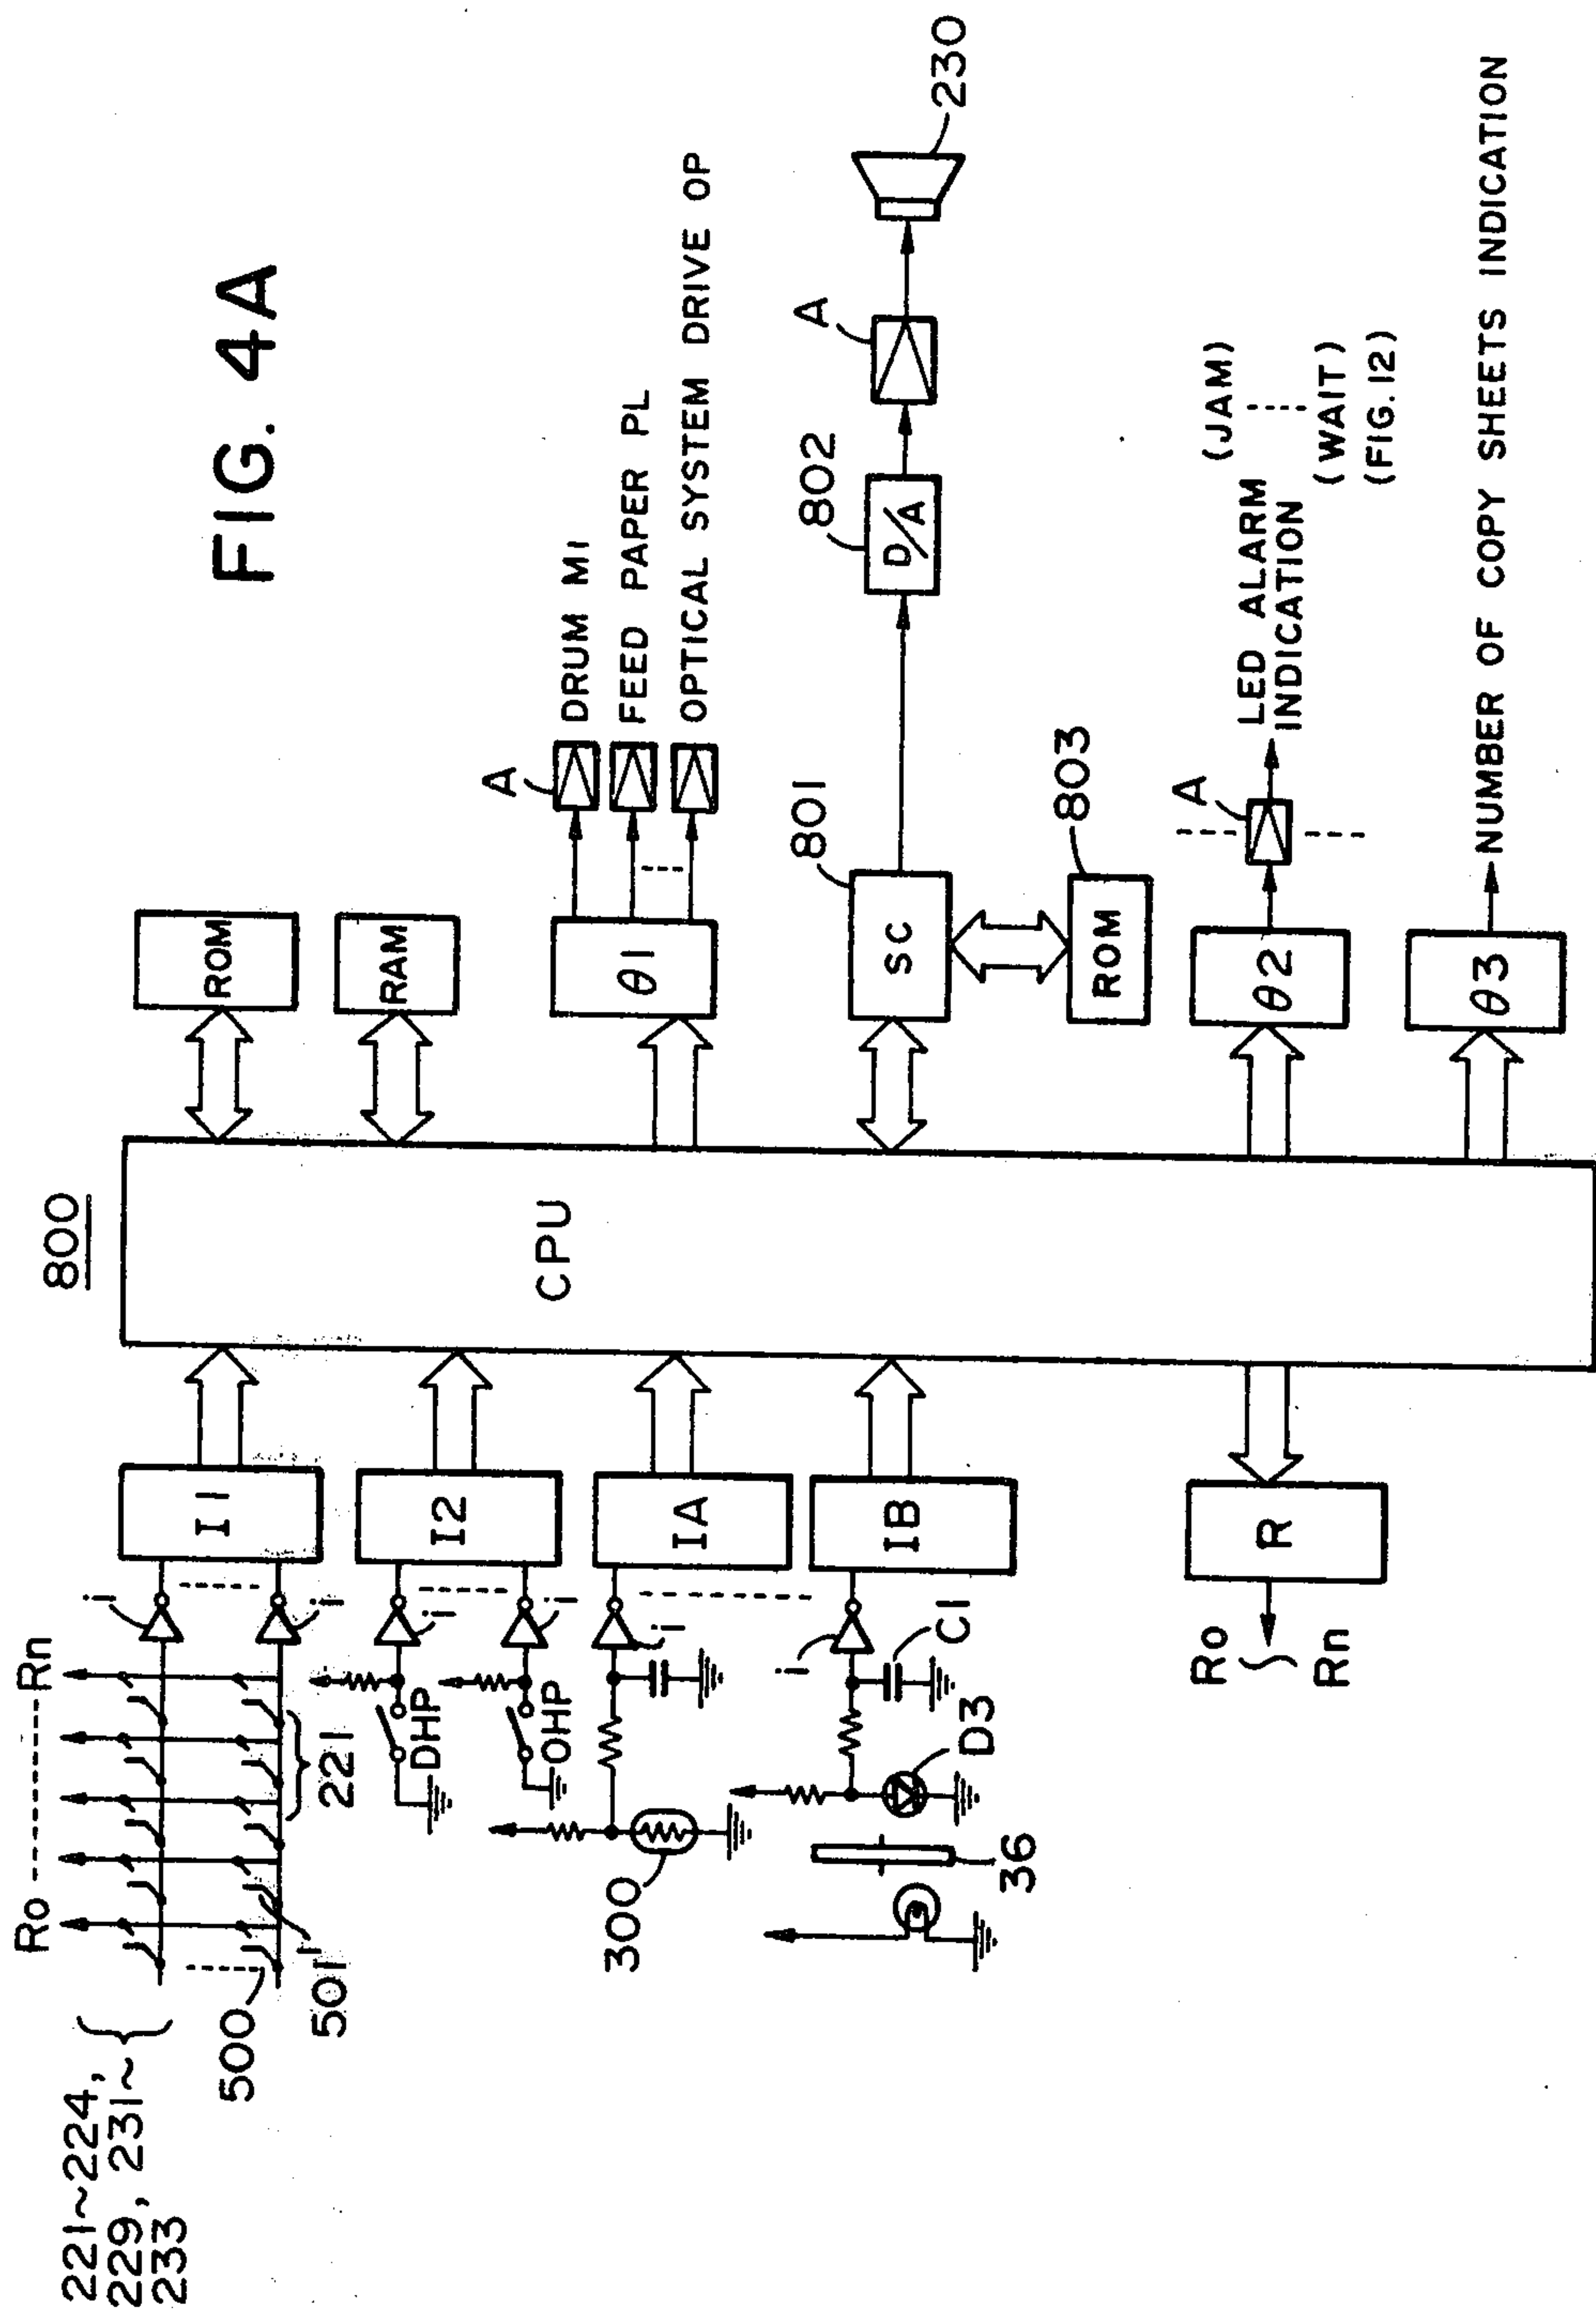 FIG. 4A
800
CPU
ROM
RAM
θ1
A
DRUM M1
FEED PAPER PL
OPTICAL SYSTEM DRIVE OP
801
SC
803
ROM
802
D/A
A
230
θ2
A
LED ALARM
INDICATION
(JAM)
(WAIT)
(FIG. 12)
θ3
NUMBER OF COPY SHEETS INDICATION
221~224,
229, 231~
233
Ro
Rn
500
501
221
i
i
I1
DHP
i
OHP
i
I2
300
i
IA
36
D3
C1
i
IB
R
Ro
Rn